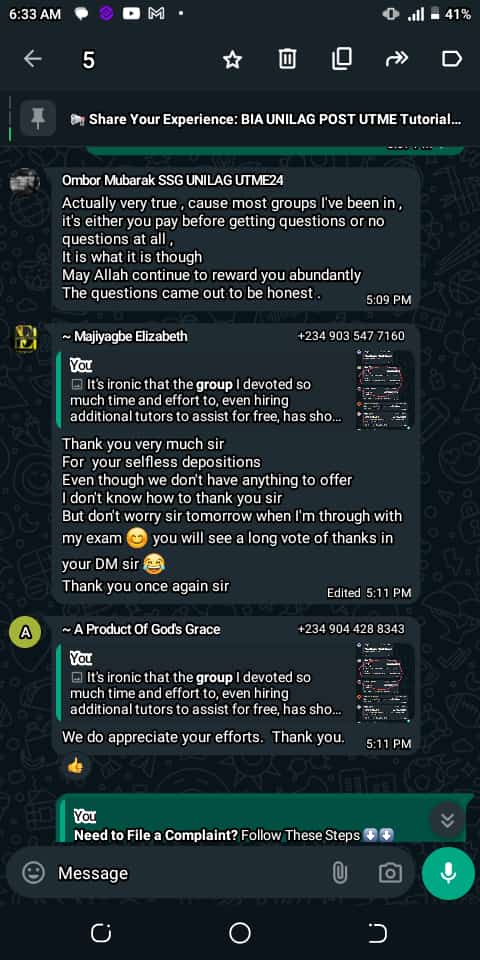 6:33 AM
41%
5
📢 Share Your Experience: BIA UNILAG POST UTME Tutorial...
Ombor Mubarak SSG UNILAG UTME24
Actually very true , cause most groups I've been in ,
it's either you pay before getting questions or no
questions at all ,
It is what it is though
May Allah continue to reward you abundantly
The questions came out to be honest .
5:09 PM
~ Majiyagbe Elizabeth +234 903 547 7160
You
It's ironic that the group I devoted so
much time and effort to, even hiring
additional tutors to assist for free, has sho...
Thank you very much sir
For your selfless depositions
Even though we don't have anything to offer
I don't know how to thank you sir
But don't worry sir tomorrow when I'm through with
my exam 😊 you will see a long vote of thanks in
your DM sir 😂
Thank you once again sir
Edited 5:11 PM
A
~ A Product Of God's Grace +234 904 428 8343
You
It's ironic that the group I devoted so
much time and effort to, even hiring
additional tutors to assist for free, has sho...
We do appreciate your efforts. Thank you.
5:11 PM
👍
You
Need to File a Complaint? Follow These Steps ⬇️⬇️
Message